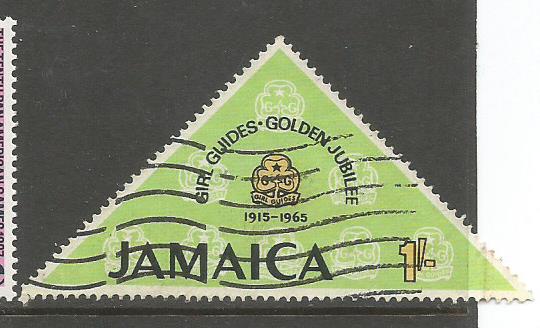 GIRL GUIDES · GOLDEN JUBILEE
G G
GIRL GUIDES
1915-1965
JAMAICA 1/-